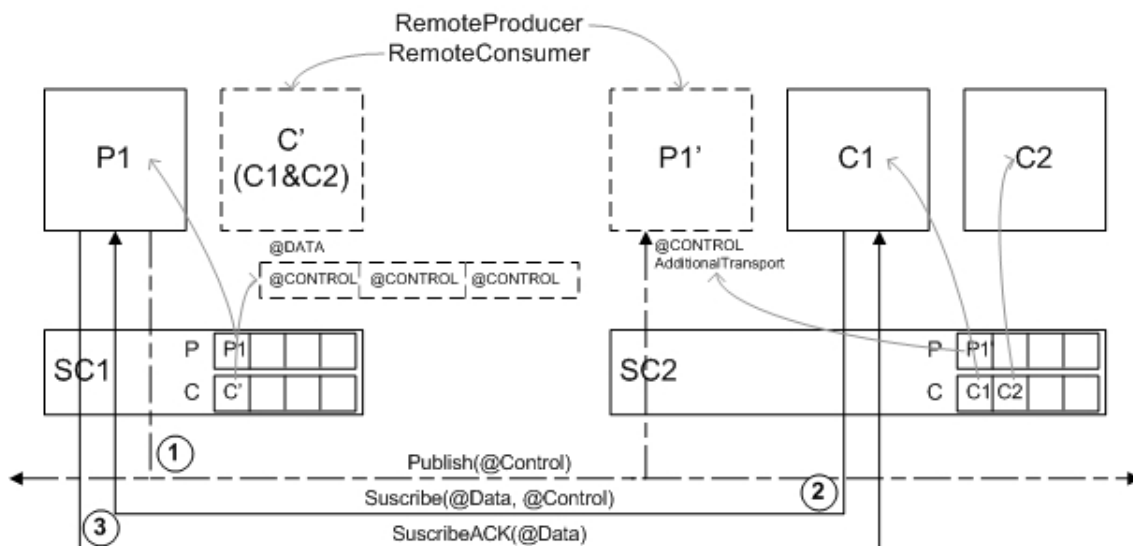 RemoteProducer
RemoteConsumer
P1
C'
(C1&C2)
P1'
C1
C2
@DATA
@CONTROL @CONTROL @CONTROL
@CONTROL
AdditionalTransport
SC1
P P1
C C'
SC2
P P1'
C C1 C2
1
Publish(@Control)
Suscribe(@Data, @Control)
2
3
SuscribeACK(@Data)